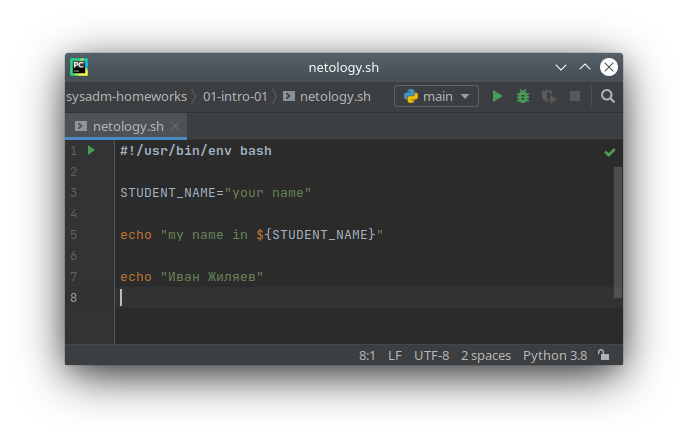 PC
netology.sh
sysadm-homeworks 01-intro-01 netology.sh main
netology.sh
1 #!/usr/bin/env bash
2
3 STUDENT_NAME="your name"
4
5 echo "my name in ${STUDENT_NAME}"
6
7 echo "Иван Жиляев"
8
8:1 LF UTF-8 2 spaces Python 3.8